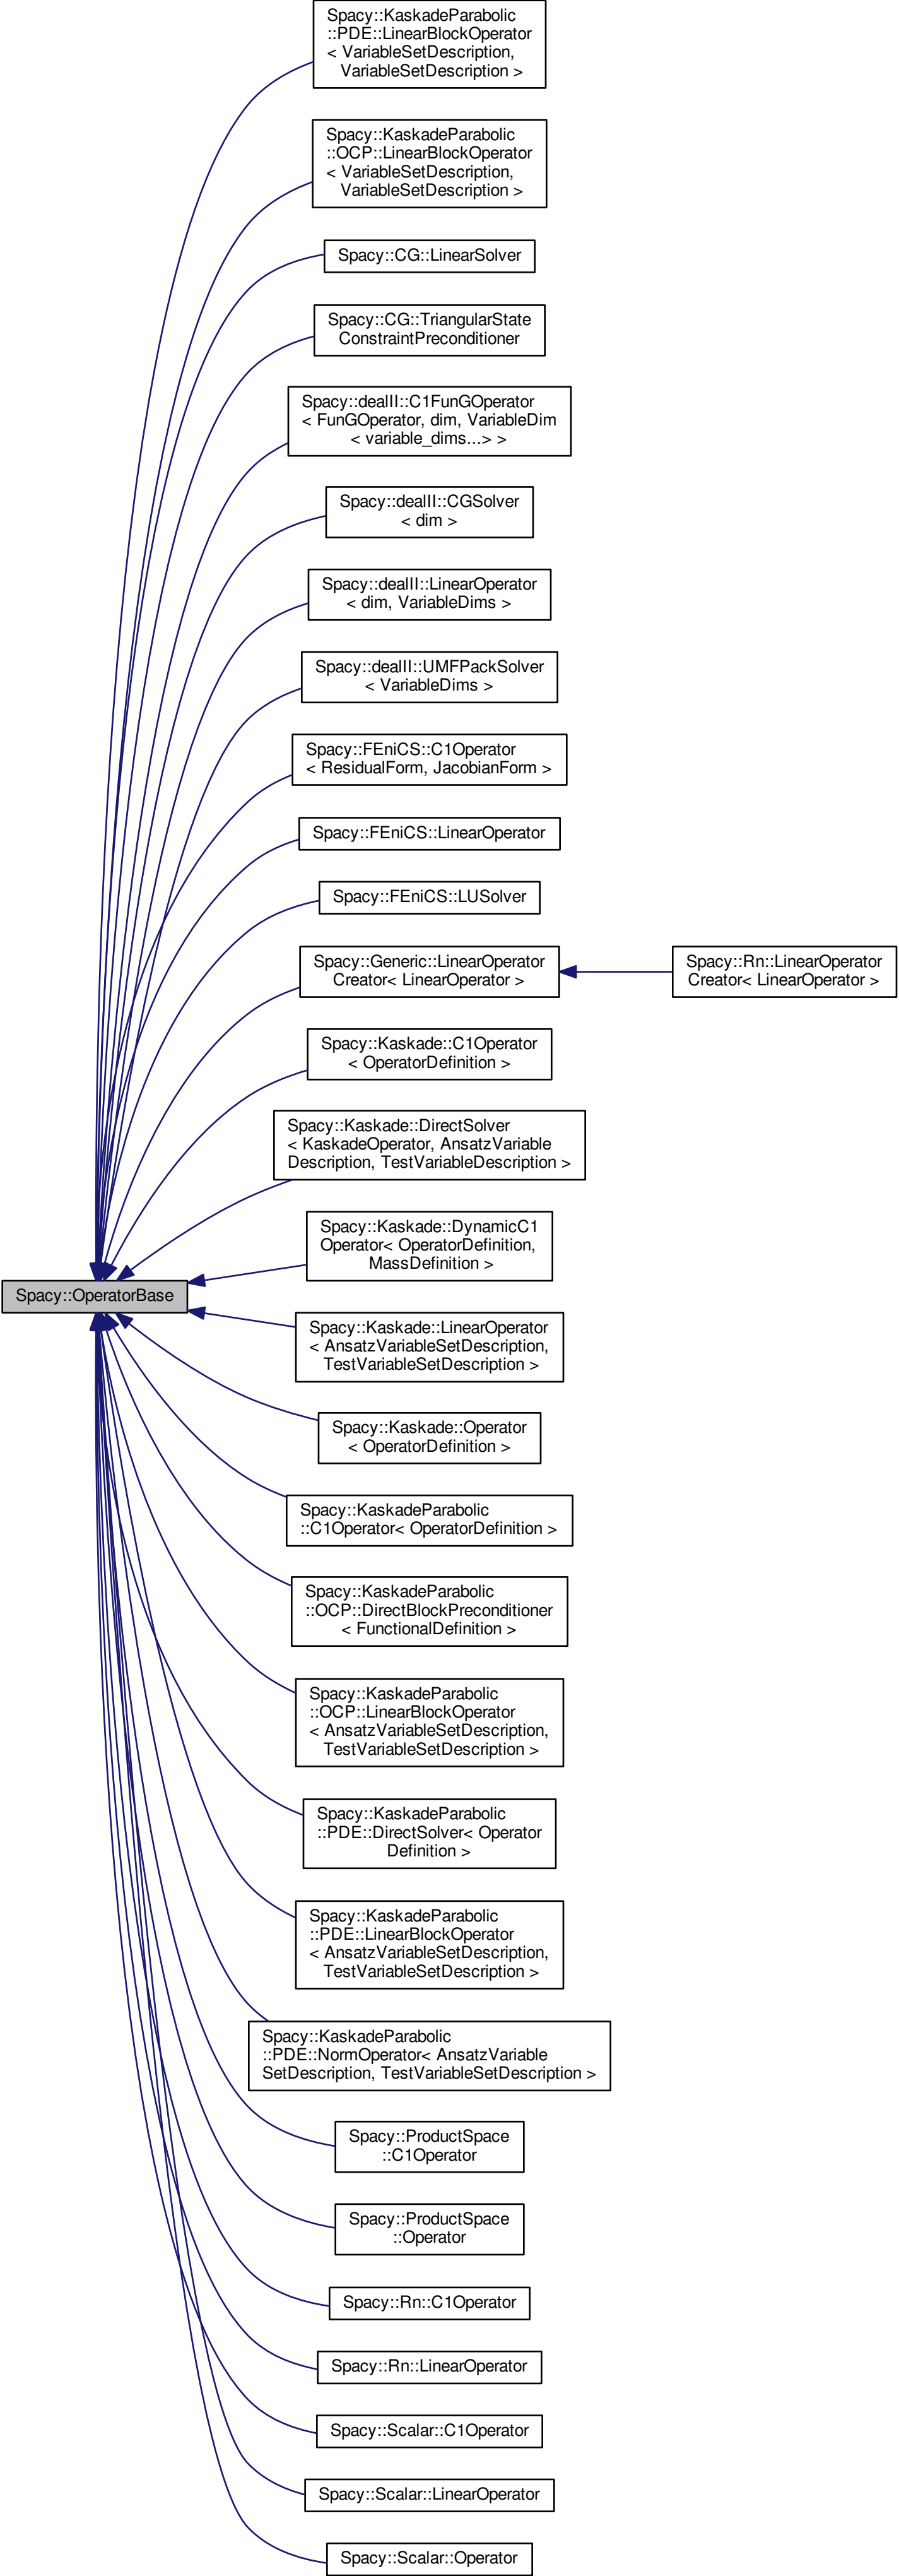 Spacy::KaskadeParabolic
::PDE::LinearBlockOperator
< VariableSetDescription,
VariableSetDescription >
Spacy::KaskadeParabolic
::OCP::LinearBlockOperator
< VariableSetDescription,
VariableSetDescription >
Spacy::CG::LinearSolver
Spacy::CG::TriangularState
ConstraintPreconditioner
Spacy::dealII::C1FunGOperator
< FunGOperator, dim, VariableDim
< variable_dims...> >
Spacy::dealII::CGSolver
< dim >
Spacy::dealII::LinearOperator
< dim, VariableDims >
Spacy::dealII::UMFPackSolver
< VariableDims >
Spacy::FEniCS::C1Operator
< ResidualForm, JacobianForm >
Spacy::FEniCS::LinearOperator
Spacy::FEniCS::LUSolver
Spacy::Generic::LinearOperator
Creator< LinearOperator >
Spacy::Rn::LinearOperator
Creator< LinearOperator >
Spacy::Kaskade::C1Operator
< OperatorDefinition >
Spacy::Kaskade::DirectSolver
< KaskadeOperator, AnsatzVariable
Description, TestVariableDescription >
Spacy::Kaskade::DynamicC1
Operator< OperatorDefinition,
MassDefinition >
Spacy::OperatorBase
Spacy::Kaskade::LinearOperator
< AnsatzVariableSetDescription,
TestVariableSetDescription >
Spacy::Kaskade::Operator
< OperatorDefinition >
Spacy::KaskadeParabolic
::C1Operator< OperatorDefinition >
Spacy::KaskadeParabolic
::OCP::DirectBlockPreconditioner
< FunctionalDefinition >
Spacy::KaskadeParabolic
::OCP::LinearBlockOperator
< AnsatzVariableSetDescription,
TestVariableSetDescription >
Spacy::KaskadeParabolic
::PDE::DirectSolver< Operator
Definition >
Spacy::KaskadeParabolic
::PDE::LinearBlockOperator
< AnsatzVariableSetDescription,
TestVariableSetDescription >
Spacy::KaskadeParabolic
::PDE::NormOperator< AnsatzVariable
SetDescription, TestVariableSetDescription >
Spacy::ProductSpace
::C1Operator
Spacy::ProductSpace
::Operator
Spacy::Rn::C1Operator
Spacy::Rn::LinearOperator
Spacy::Scalar::C1Operator
Spacy::Scalar::LinearOperator
Spacy::Scalar::Operator